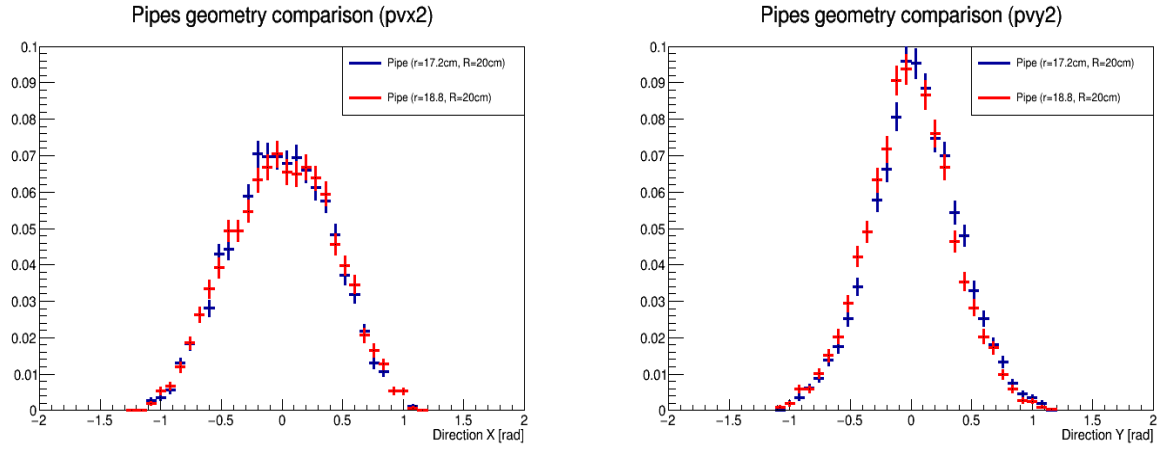 Pipes geometry comparison (pvx2)
0.1
0.09
0.08
0.07
0.06
0.05
0.04
0.03
0.02
0.01
0
−2 −1.5 −1 −0.5 0 0.5 1 1.5 2
Direction X [rad]
Pipe (r=17.2cm, R=20cm)
Pipe (r=18.8, R=20cm)
Pipes geometry comparison (pvy2)
0.1
0.09
0.08
0.07
0.06
0.05
0.04
0.03
0.02
0.01
0
−2 −1.5 −1 −0.5 0 0.5 1 1.5 2
Direction Y [rad]
Pipe (r=17.2cm, R=20cm)
Pipe (r=18.8, R=20cm)